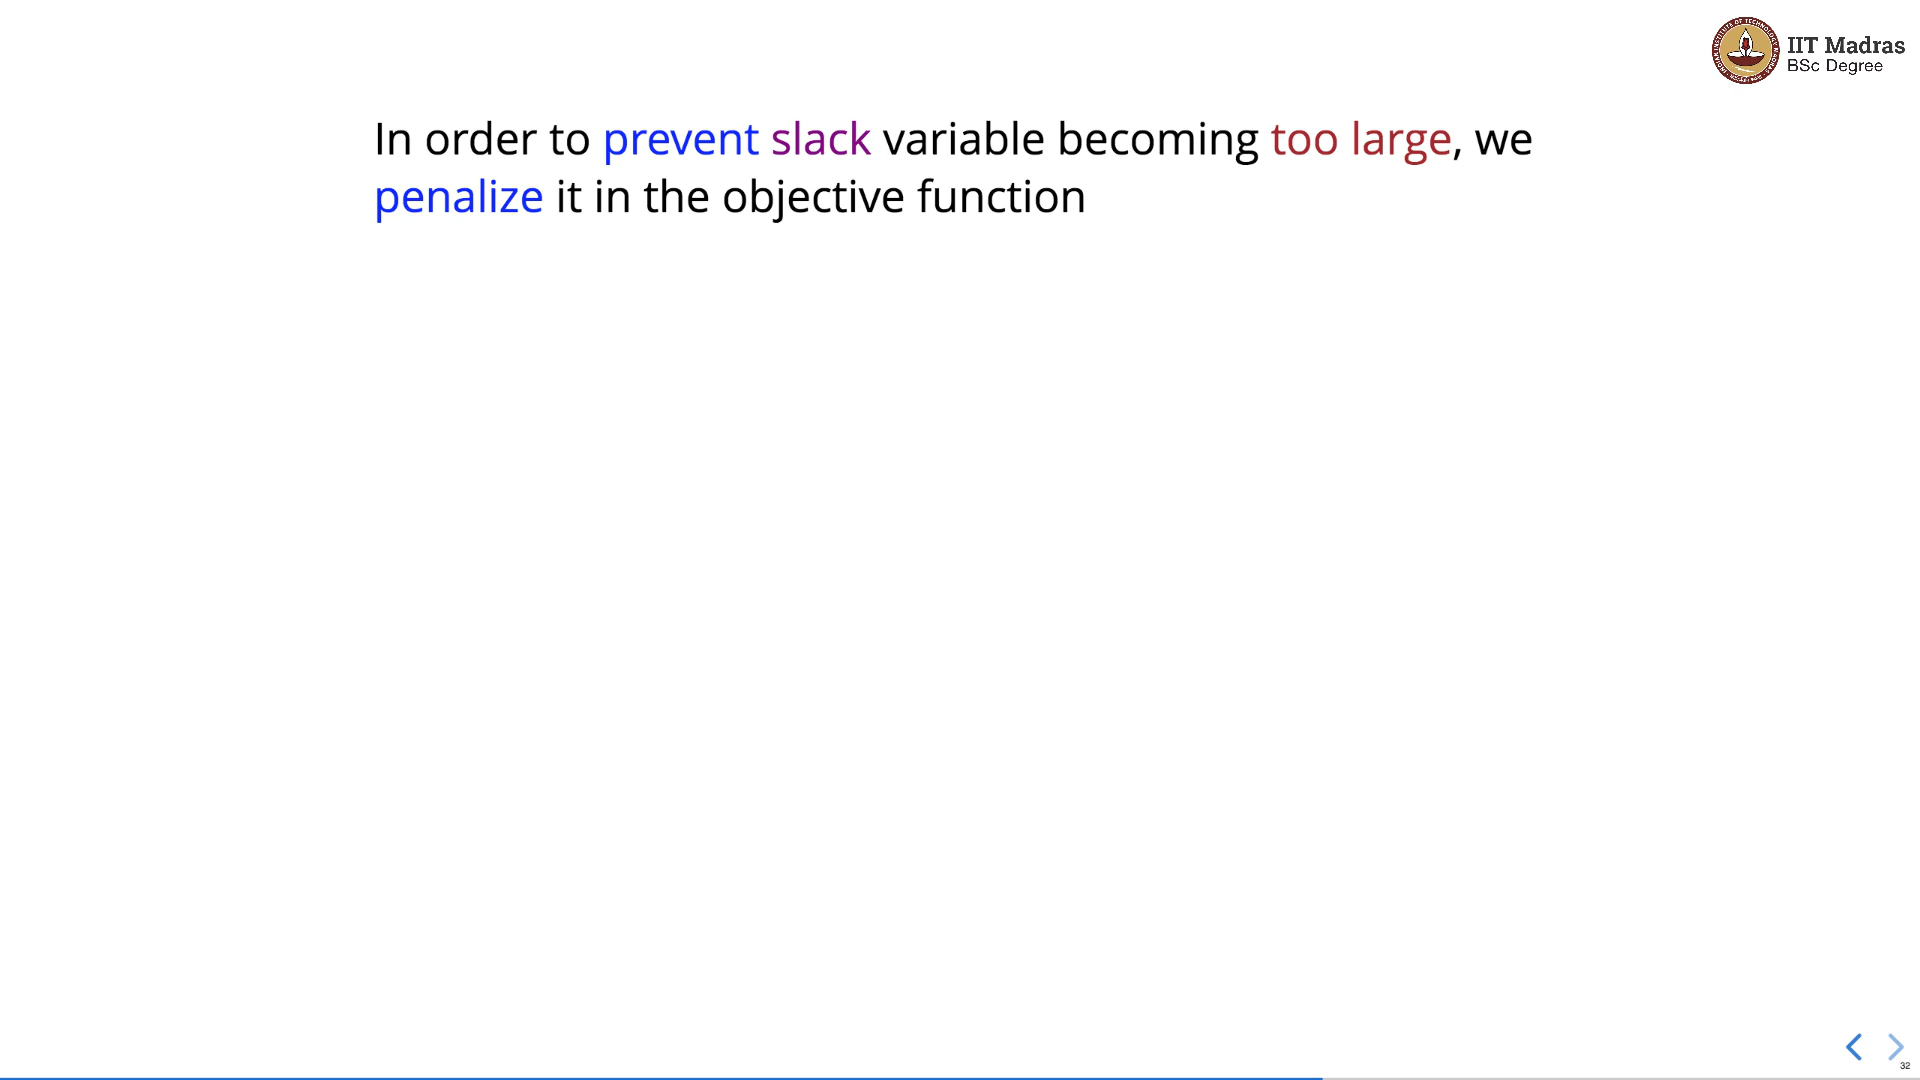 IIT Madras
BSc Degree
In order to prevent slack variable becoming too large, we
penalize it in the objective function
32